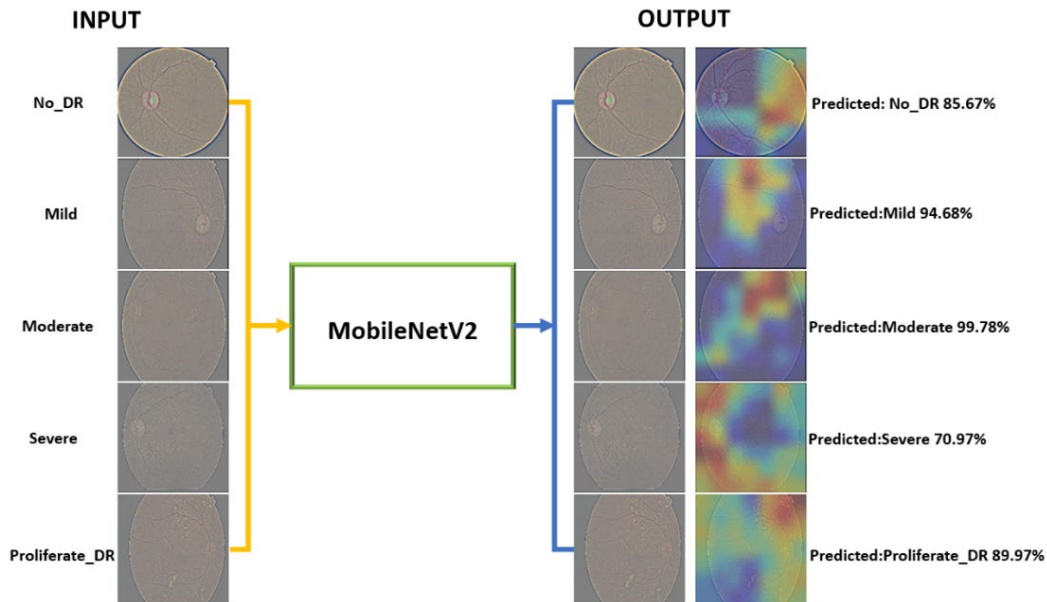 INPUT
OUTPUT
No_DR
Predicted: No_DR 85.67%
Mild
Predicted:Mild 94.68%
Moderate
MobileNetV2
Predicted:Moderate 99.78%
Severe
Predicted:Severe 70.97%
Proliferate_DR
Predicted:Proliferate_DR 89.97%